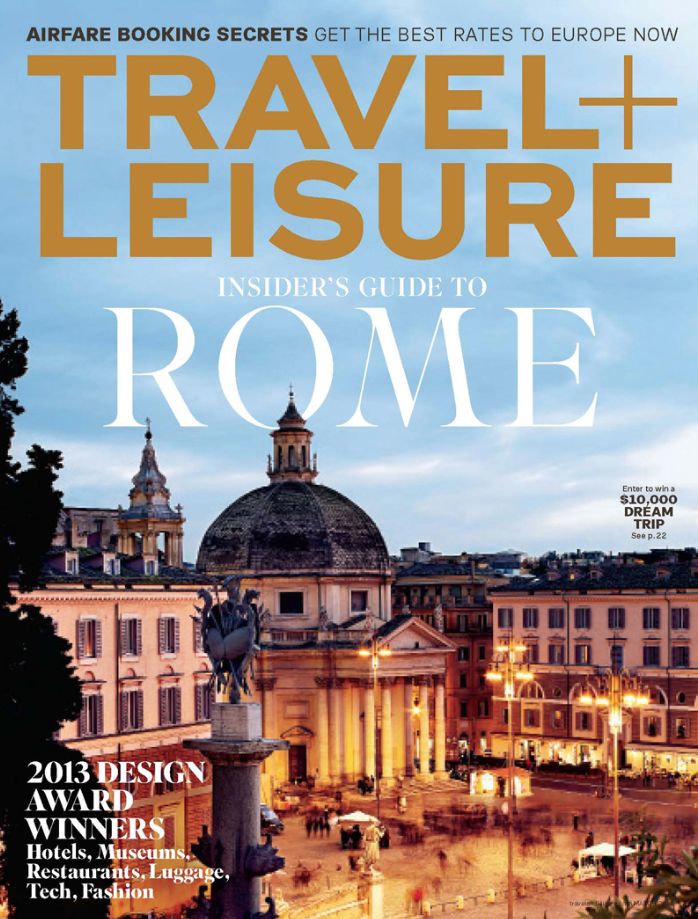 AIRFARE BOOKING SECRETS GET THE BEST RATES TO EUROPE NOW
TRAVEL+
LEISURE
INSIDER'S GUIDE TO
ROME
Enter to win a
$10,000
DREAM
TRIP
See p.22
2013 DESIGN
AWARD
WINNERS
Hotels, Museums,
Restaurants, Luggage,
Tech, Fashion